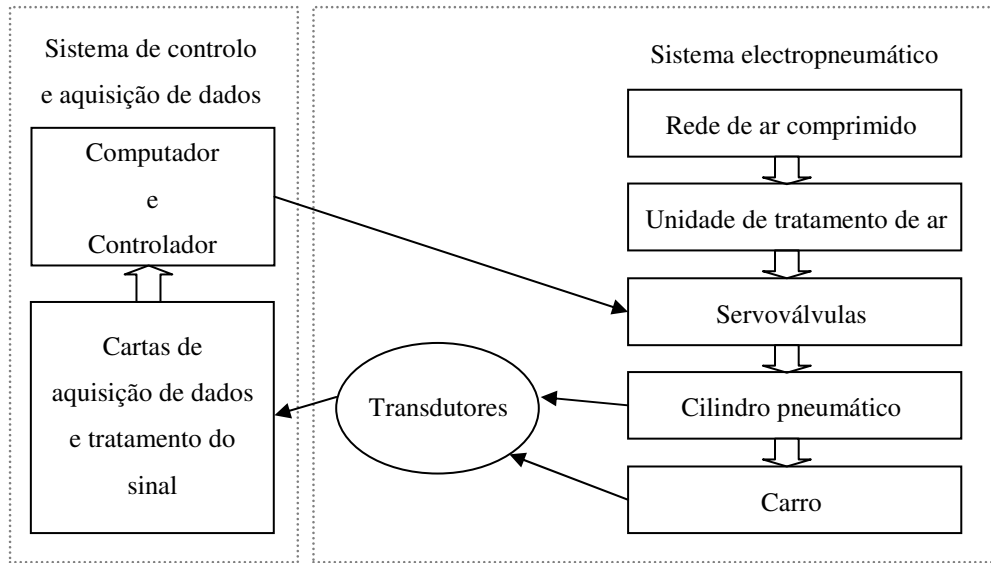 Sistema de controlo
e aquisição de dados
Computador
e
Controlador
Cartas de
aquisição de dados
e tratamento do
sinal
Transdutores
Sistema electropneumático
Rede de ar comprimido
Unidade de tratamento de ar
Servoválvulas
Cilindro pneumático
Carro